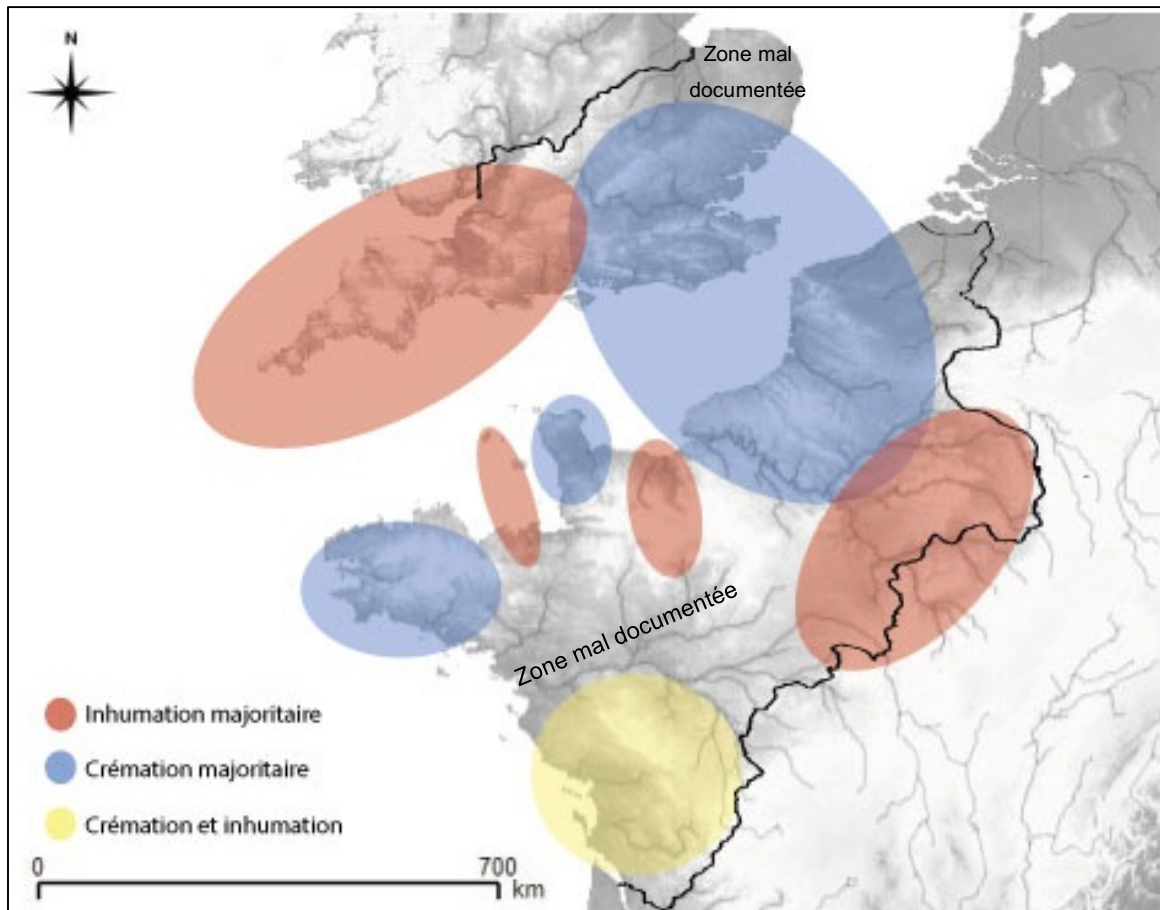 N
Zone mal
documentée
Zone mal documentée
Inhumation majoritaire
Crémation majoritaire
Crémation et inhumation
0 700
km